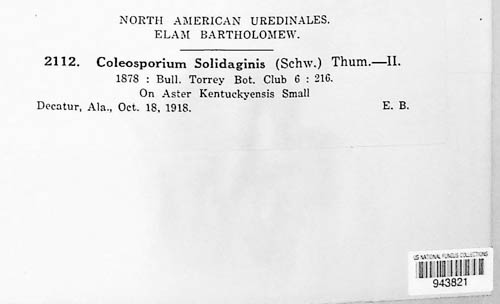 NORTH AMERICAN UREDINALES.
ELAM BARTHOLOMEW.
2112. Coleosporium Solidaginis (Schw.) Thum.—II.
1878 : Bull. Torrey Bot. Club 6 : 216.
On Aster Kentuckyensis Small
Decatur, Ala., Oct. 18, 1918. E. B.
US NATIONAL FUNGUS COLLECTIONS
943821